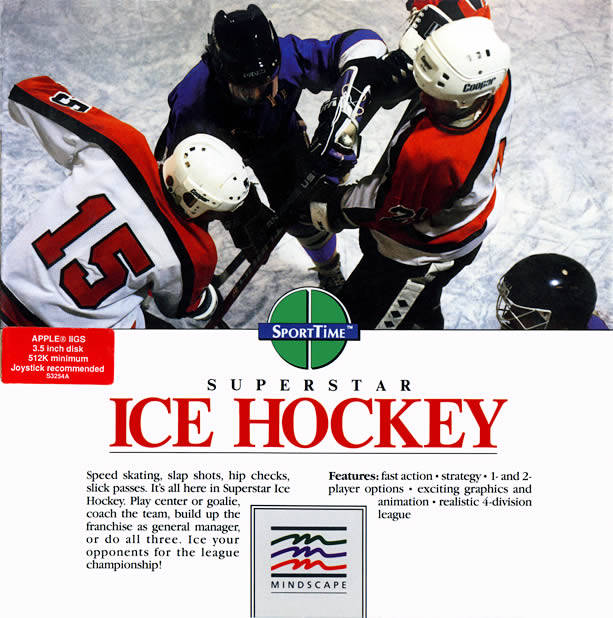 S
15
Cougar
APPLE® IIGS
3.5 inch disk
512K minimum
Joystick recommended
S3254A
SPORTTIME™
SUPERSTAR
ICE HOCKEY
Speed skating, slap shots, hip checks,
slick passes. It's all here in Superstar Ice
Hockey. Play center or goalie,
coach the team, build up the
franchise as general manager,
or do all three. Ice your
opponents for the league
championship!
Features: fast action • strategy • 1- and 2-
player options • exciting graphics and
animation • realistic 4-division
league
MINDSCAPE